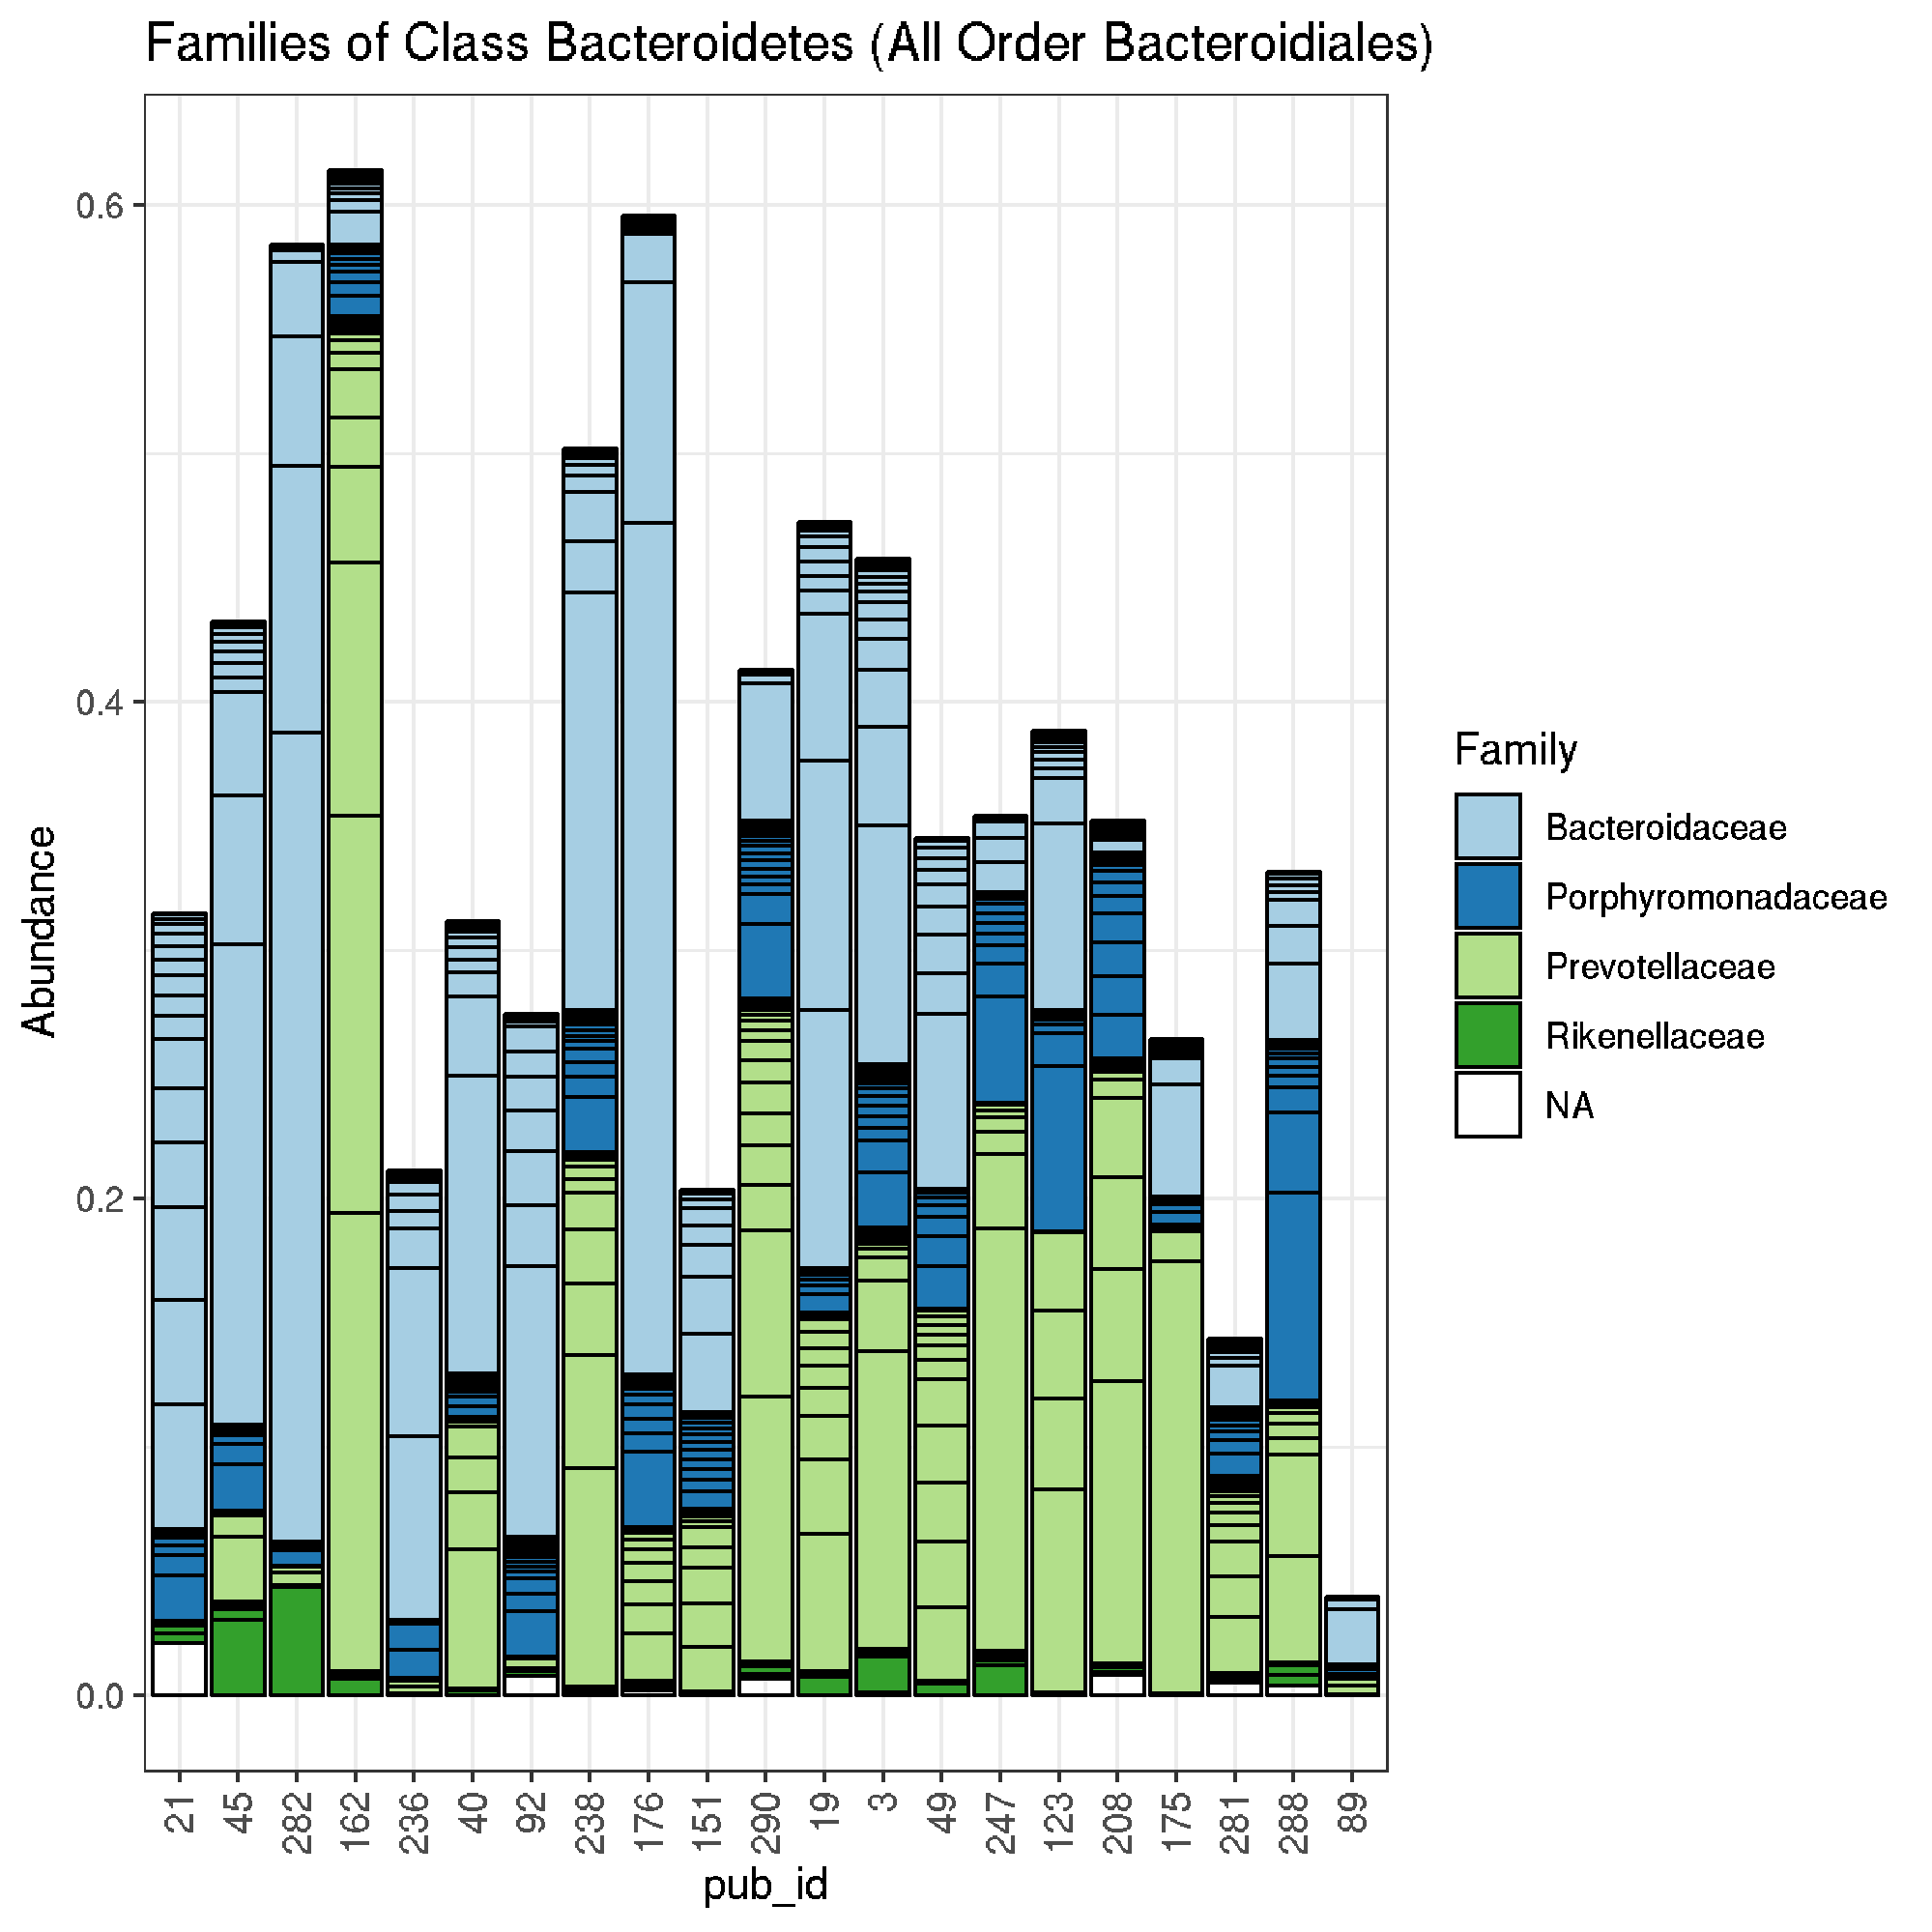 Families of Class Bacteroidetes (All Order Bacteroidiales)
Abundance
0.6
0.4
0.2
0.0
21
45
282
162
236
40
92
238
176
151
290
19
3
49
247
123
208
175
281
288
89
pub_id
Family
Bacteroidaceae
Porphyromonadaceae
Prevotellaceae
Rikenellaceae
NA